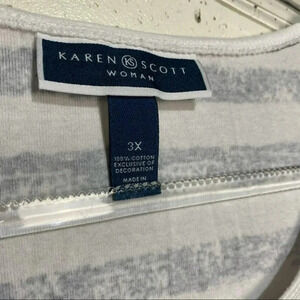 KAREN KS SCOTT
WOMAN
3X
100% COTTON
EXCLUSIVE OF
DECORATION
MADE IN